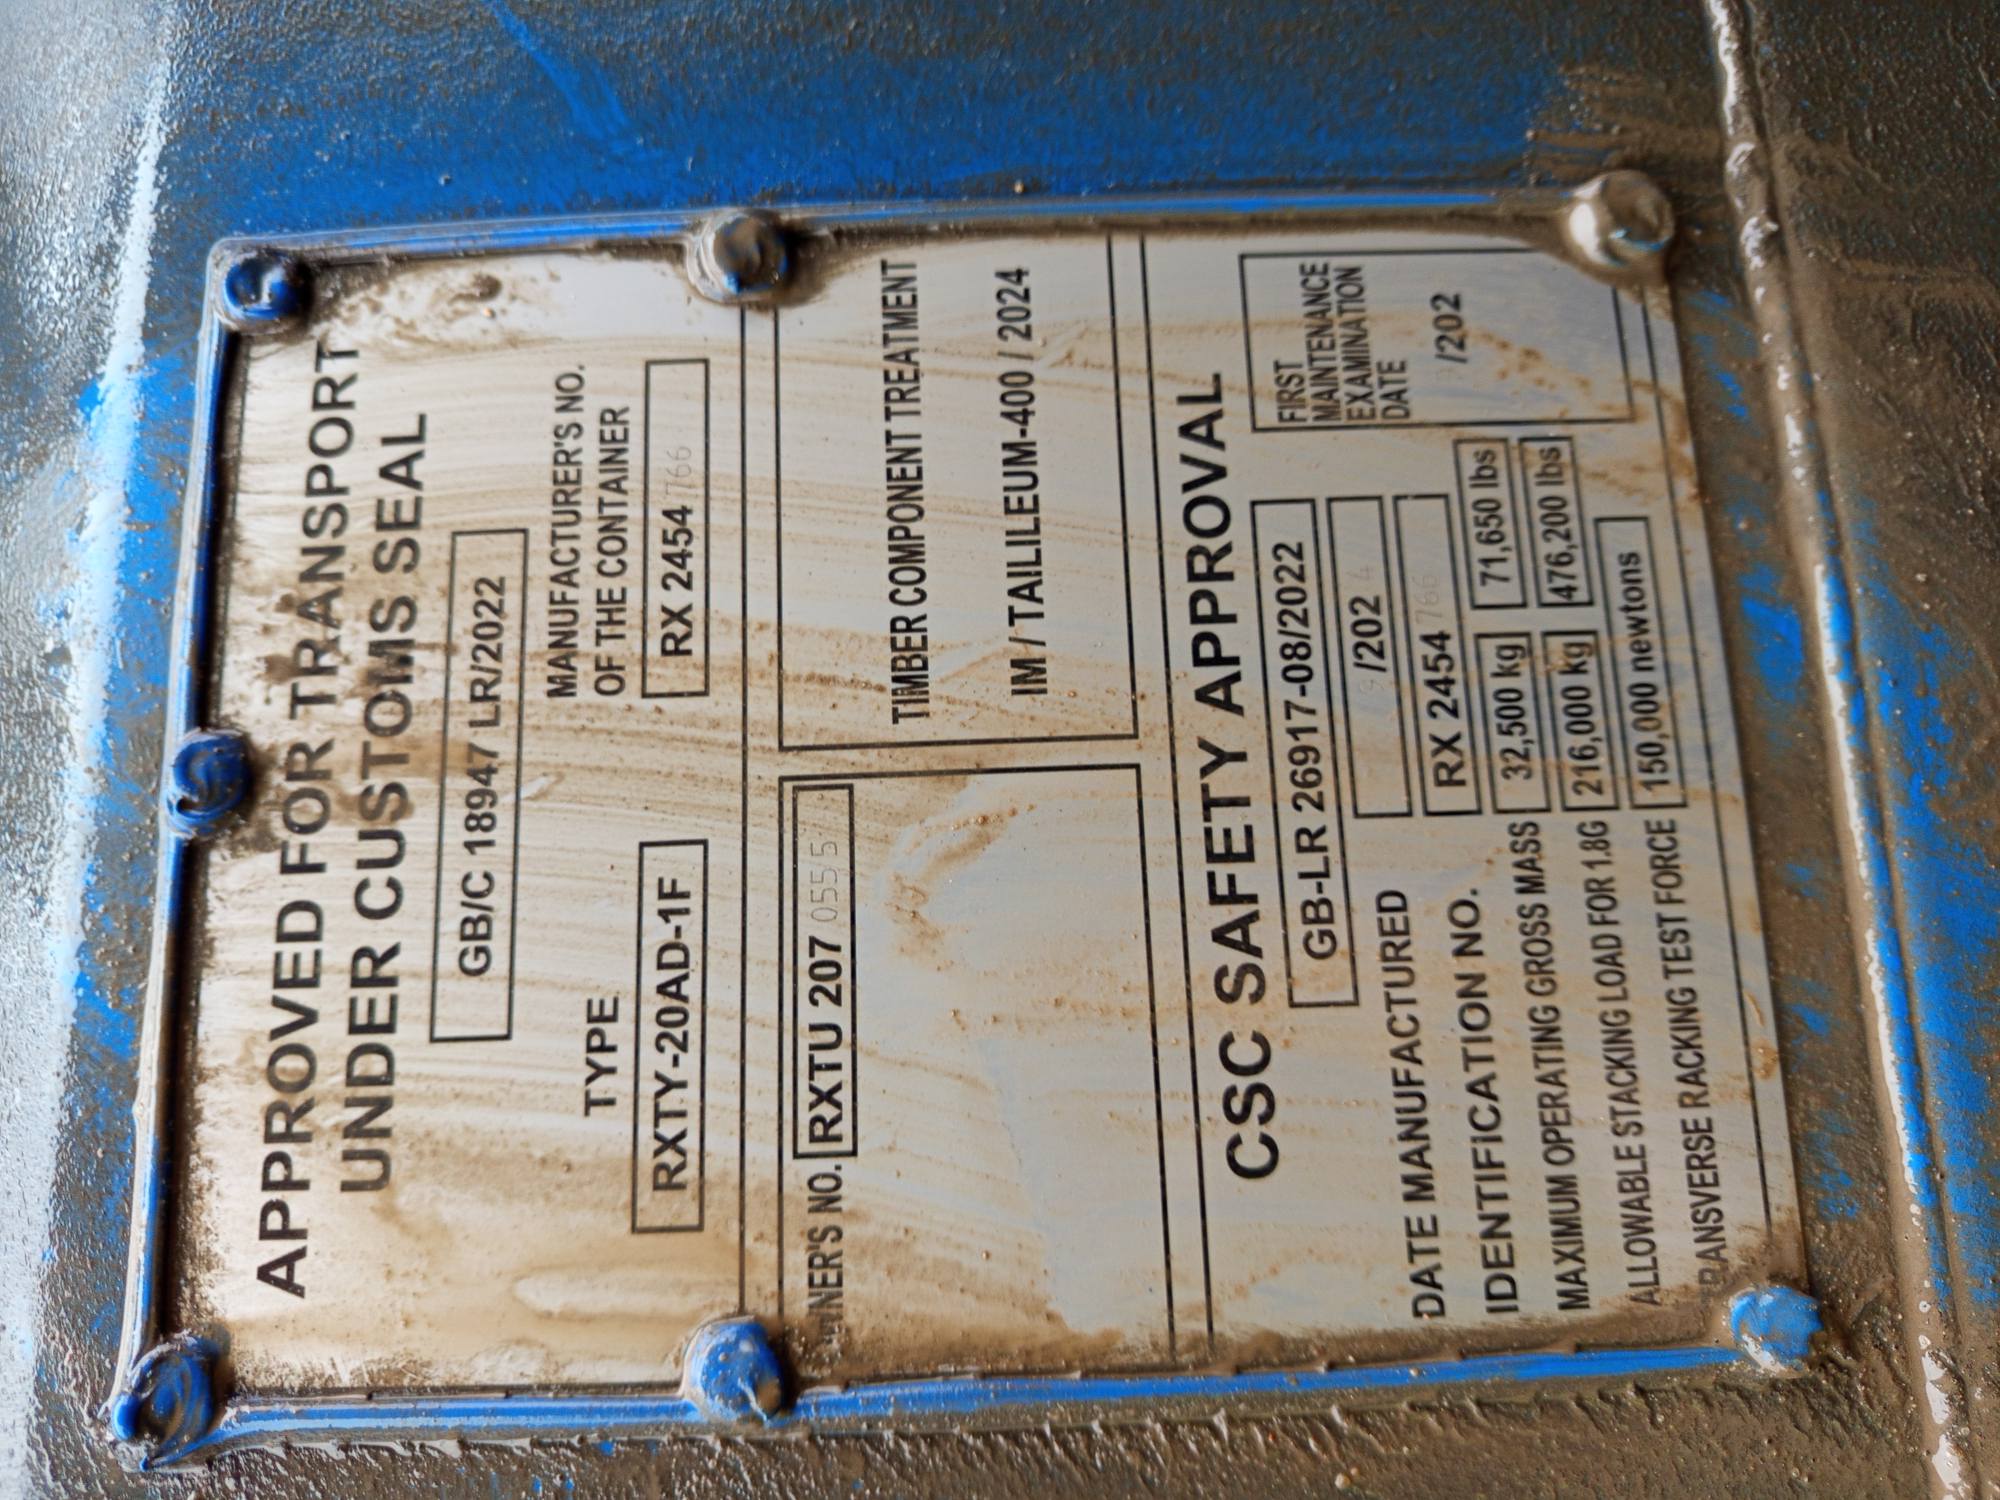 APPROVED FOR TRANSPORT
UNDER CUSTOMS SEAL
GB/C 18947 LR/2022
TYPE
RXTY-20AD-1F
MANUFACTURER'S NO.
OF THE CONTAINER
RX 2454 766
OWNER'S NO. RXTU 207 055 5
TIMBER COMPONENT TREATMENT
IM / TAILILEUM-400 / 2024
CSC SAFETY APPROVAL
GB-LR 26917-08/2022
DATE MANUFACTURED /202
IDENTIFICATION NO. RX 2454 766
MAXIMUM OPERATING GROSS MASS 32,500 kg 71,650 lbs
ALLOWABLE STACKING LOAD FOR 1.8G 216,000 kg 476,200 lbs
TRANSVERSE RACKING TEST FORCE 150,000 newtons
FIRST
MAINTENANCE
EXAMINATION
DATE
/202